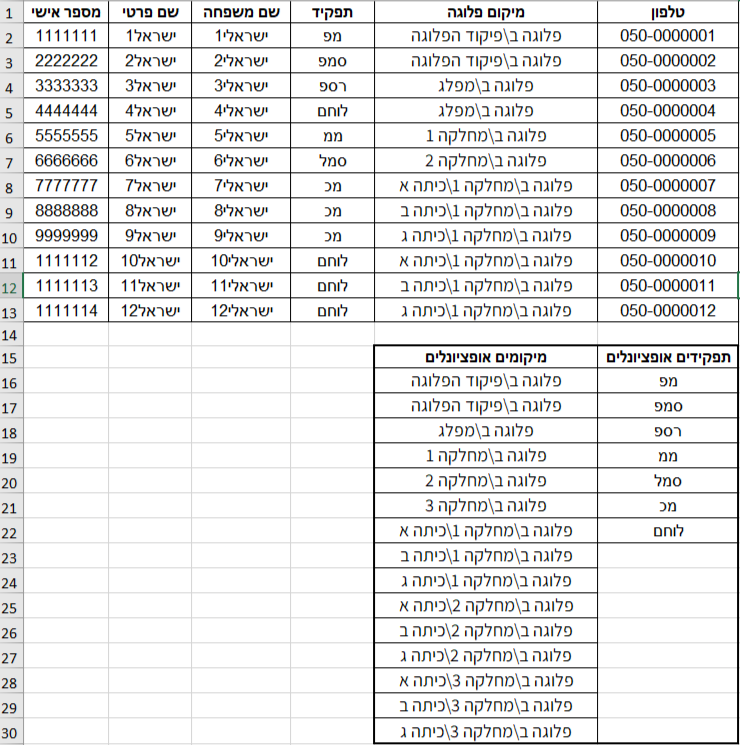 1 מספר אישי שם פרטי שם משפחה תפקיד מיקום פלוגה טלפון
2 1111111 ישראל1 ישראלי1 מפ פלוגה ב\פיקוד הפלוגה 050-0000001
3 2222222 ישראל2 ישראלי2 סמפ פלוגה ב\פיקוד הפלוגה 050-0000002
4 3333333 ישראל3 ישראלי3 רספ פלוגה ב\מפלג 050-0000003
5 4444444 ישראל4 ישראלי4 לוחם פלוגה ב\מפלג 050-0000004
6 5555555 ישראל5 ישראלי5 ממ פלוגה ב\מחלקה 1 050-0000005
7 6666666 ישראל6 ישראלי6 סמל פלוגה ב\מחלקה 2 050-0000006
8 7777777 ישראל7 ישראלי7 מכ פלוגה ב\מחלקה 1\כיתה א 050-0000007
9 8888888 ישראל8 ישראלי8 מכ פלוגה ב\מחלקה 1\כיתה ב 050-0000008
10 9999999 ישראל9 ישראלי9 מכ פלוגה ב\מחלקה 1\כיתה ג 050-0000009
11 1111112 ישראל10 ישראלי10 לוחם פלוגה ב\מחלקה 1\כיתה א 050-0000010
12 1111113 ישראל11 ישראלי11 לוחם פלוגה ב\מחלקה 1\כיתה ב 050-0000011
13 1111114 ישראל12 ישראלי12 לוחם פלוגה ב\מחלקה 1\כיתה ג 050-0000012
14
15 מיקומים אופציונלים תפקידים אופציונלים
16 פלוגה ב\פיקוד הפלוגה מפ
17 פלוגה ב\פיקוד הפלוגה סמפ
18 פלוגה ב\מפלג רספ
19 פלוגה ב\מחלקה 1 ממ
20 פלוגה ב\מחלקה 2 סמל
21 פלוגה ב\מחלקה 3 מכ
22 פלוגה ב\מחלקה 1\כיתה א לוחם
23 פלוגה ב\מחלקה 1\כיתה ב
24 פלוגה ב\מחלקה 1\כיתה ג
25 פלוגה ב\מחלקה 2\כיתה א
26 פלוגה ב\מחלקה 2\כיתה ב
27 פלוגה ב\מחלקה 2\כיתה ג
28 פלוגה ב\מחלקה 3\כיתה א
29 פלוגה ב\מחלקה 3\כיתה ב
30 פלוגה ב\מחלקה 3\כיתה ג